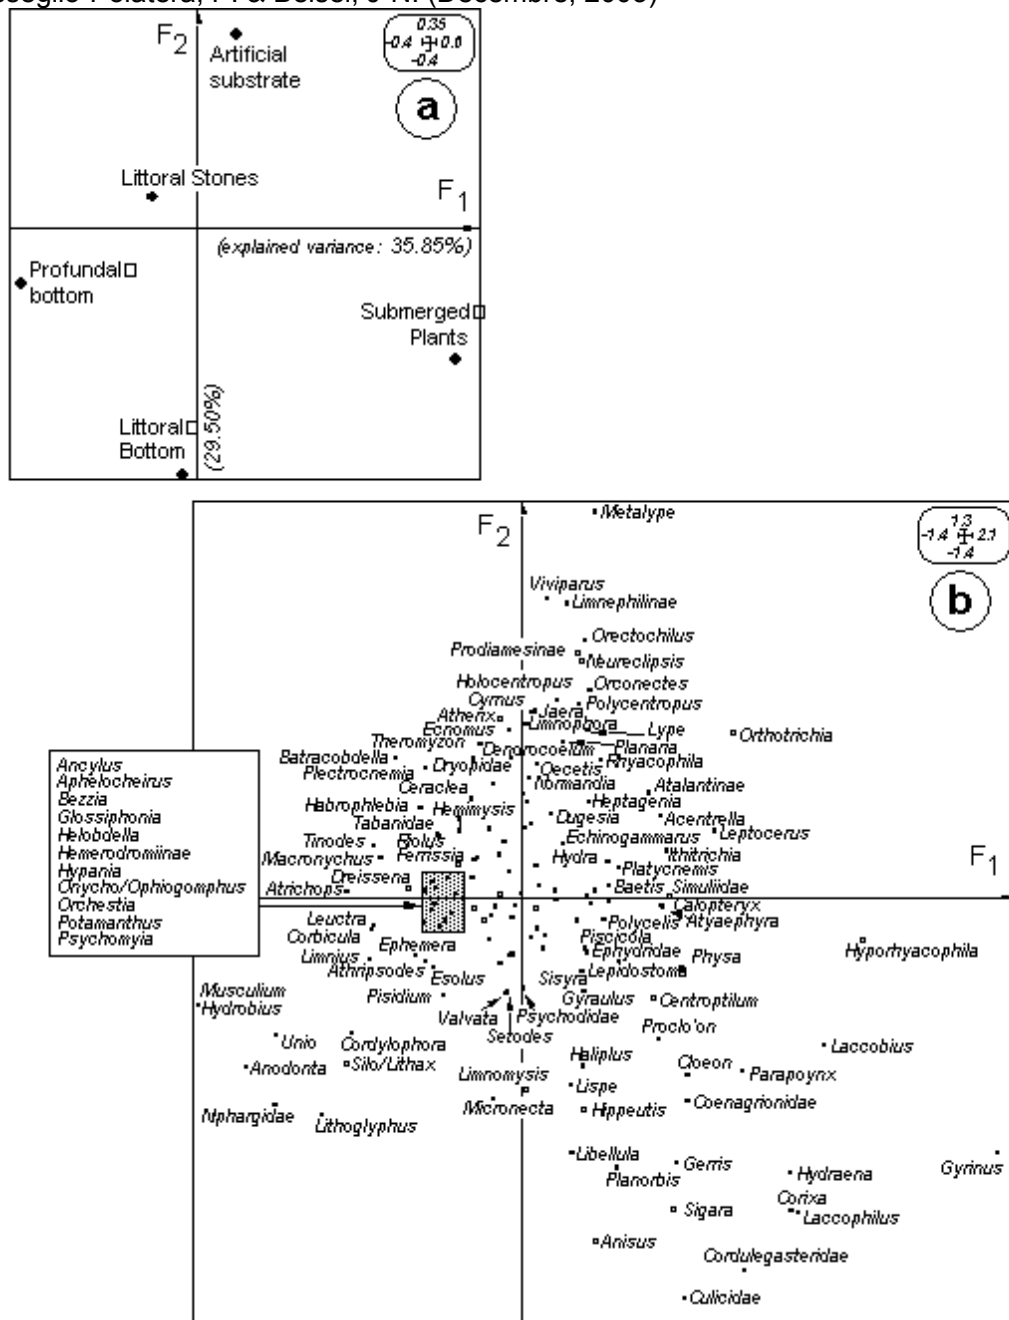 F2
0.35
-0.4 0.6
-0.4
Artificial
substrate
a
Littoral Stones
F1
(explained variance: 35.85%)
Profundal
bottom
Submerged
Plants
Littoral
Bottom
(29.50%)
F2
Metalype
1.3
-1.4 2.1
-1.4
b
Viviparus
Limnephilinae
Orectochilus
Prodiamesinae
Neureclipsis
Holocentropus
Orconectes
Cyrnus
Polycentropus
Atherix
Jaera
Ecnomus
Limnophora
Lype
Orthotrichia
Theromyzon
Dendrocoelum
Planaria
Batracobdella
Dryopidae
Rhyacophila
Plectrocnemia
Oecetis
Ceraclea
Normandia
Atalantinae
Habrophlebia
Hemimysis
Heptagenia
Tabanidae
Dugesia
Acentrella
Tinodes
Echinogammarus
Leptocerus
Macronychus
Ferrissia
Hydra
Ithitrichia
Platycnemis
F1
Dreissena
Atrichops
Baetis
Simuliidae
Ancylus
Aphelocheirus
Bezzia
Glossiphonia
Helobdella
Hemerodromiinae
Hypania
Onycho/Ophiogomphus
Orchestia
Potamanthus
Psychomyia
Calopteryx
Leuctra
Polycelis
Atyaephyra
Corbicula
Ephemera
Piscicola
Limnius
Ephydridae
Physa
Hyporhyacophila
Athripsodes
Esolus
Sisyra
Lepidostoma
Musculium
Pisidium
Gyraulus
Centroptilum
Hydrobius
Valvata
Psychodidae
Setodes
Proclo'on
Unio
Cordylophora
Haliplus
Laccobius
Anodonta
Silo/Lithax
Limnomysis
Cloeon
Parapoynx
Lispe
Niphargidae
Lithoglyphus
Micronecta
Hippeutis
Coenagrionidae
Libellula
Gerris
Planorbis
Hydraena
Gyrinus
Corixa
Sigara
Laccophilus
Anisus
Cordulegasteridae
Culicidae